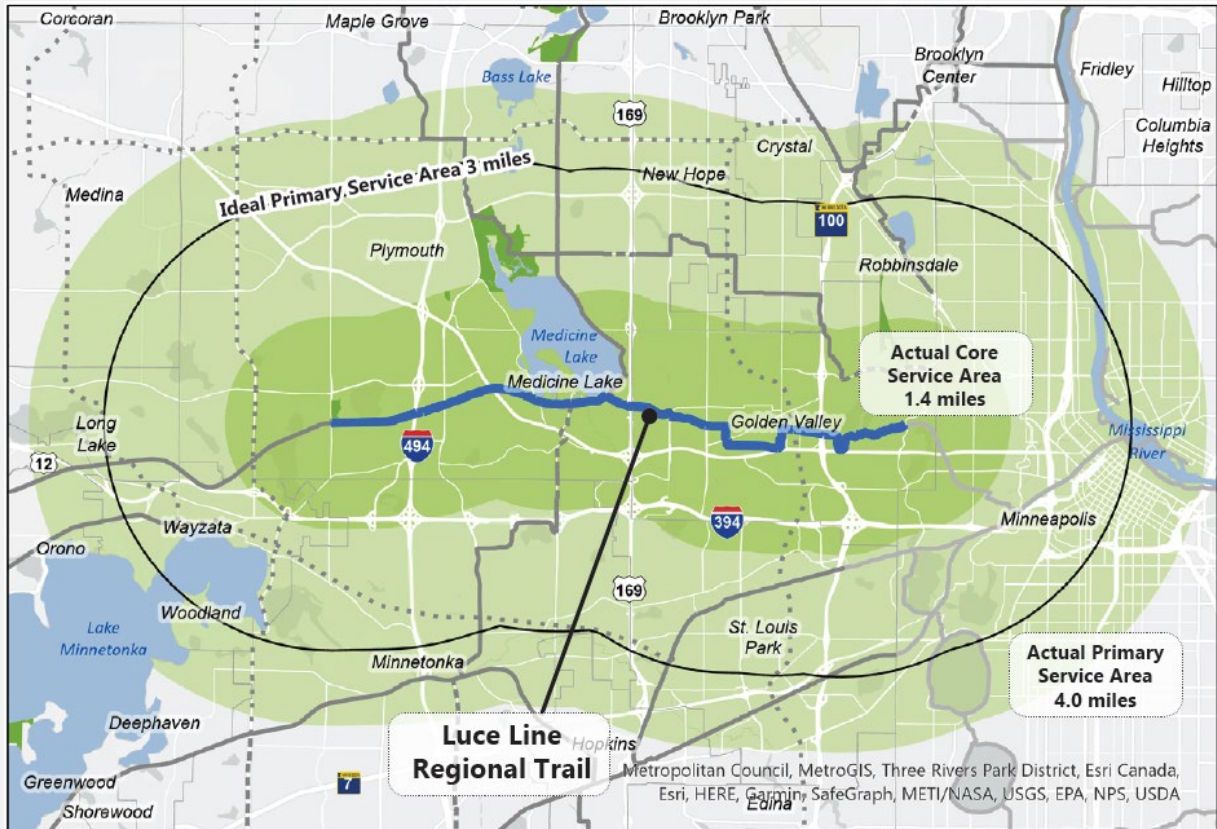 Corcoran
Maple Grove
Brooklyn Park
Brooklyn
Center
Fridley
Hilltop
Columbia
Heights
Bass Lake
169
Crystal
New Hope
Ideal Primary Service Area 3 miles
Medina
MINNESOTA
100
Plymouth
Robbinsdale
Medicine
Lake
Actual Core
Service Area
1.4 miles
Medicine Lake
Golden Valley
Long
Lake
12
494
Mississippi
River
394
Minneapolis
Wayzata
Orono
Woodland
169
Lake
Minnetonka
St. Louis
Park
Minnetonka
Actual Primary
Service Area
4.0 miles
Deephaven
Luce Line
Regional Trail
Hopkins
Greenwood
Shorewood
7
Edina
Metropolitan Council, MetroGIS, Three Rivers Park District, Esri Canada,
Esri, HERE, Garmin, SafeGraph, METI/NASA, USGS, EPA, NPS, USDA